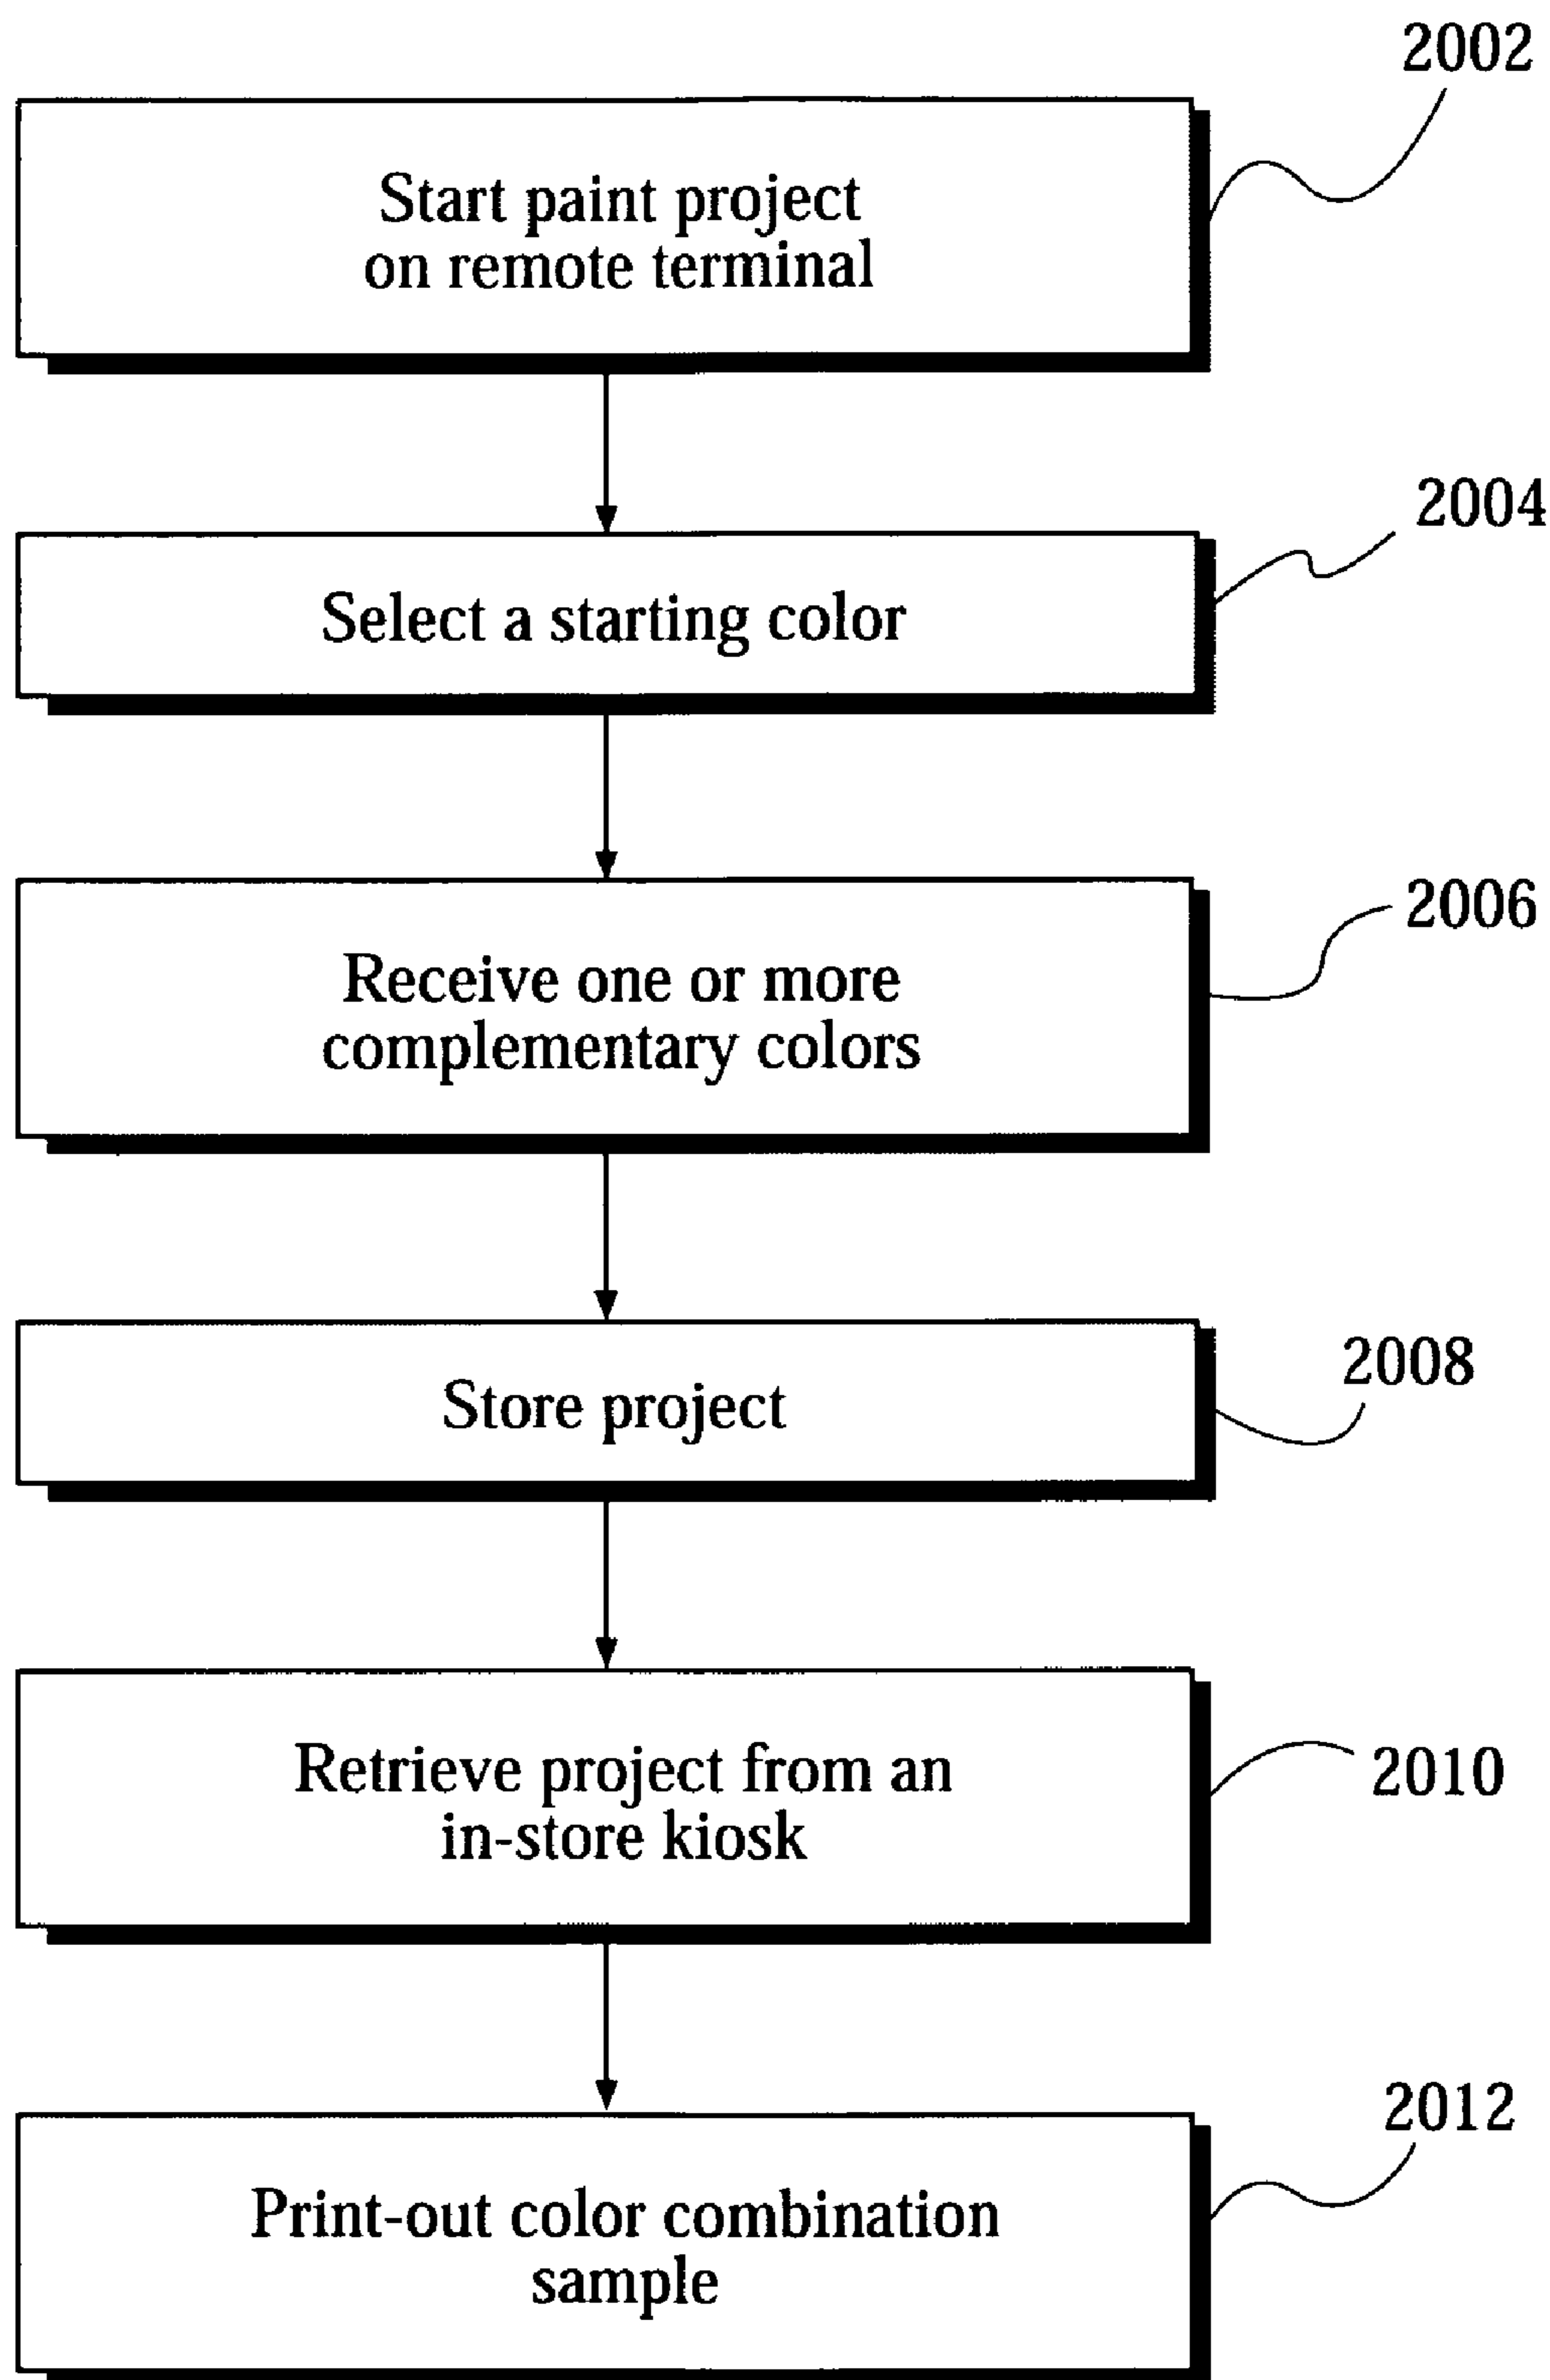 2002
Start paint project
on remote terminal
2004
Select a starting color
2006
Receive one or more
complementary colors
2008
Store project
Retrieve project from an
in-store kiosk
2010
2012
Print-out color combination
sample